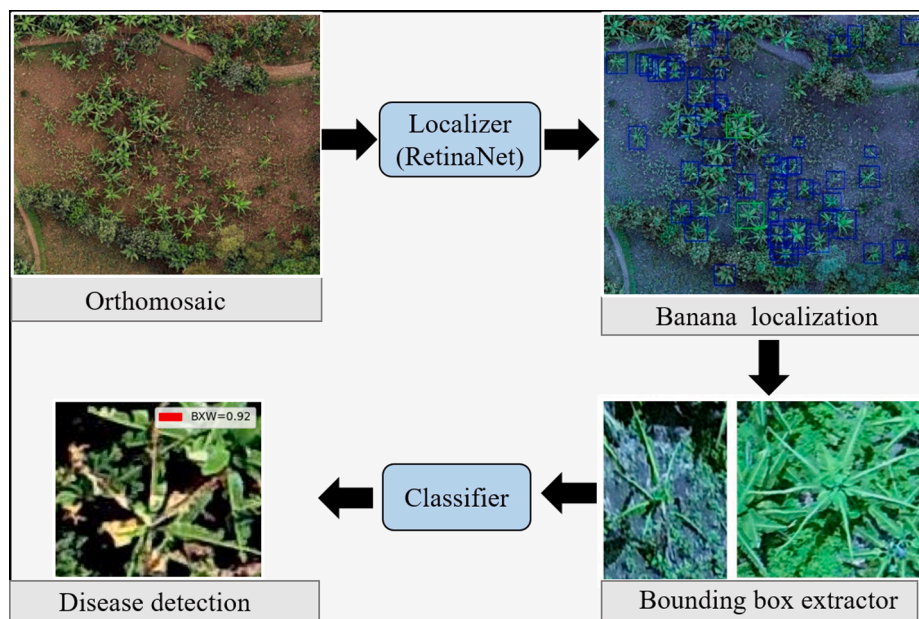 Localizer
(RetinaNet)
Orthomosaic
Banana localization
BXW=0.92
Classifier
Disease detection
Bounding box extractor